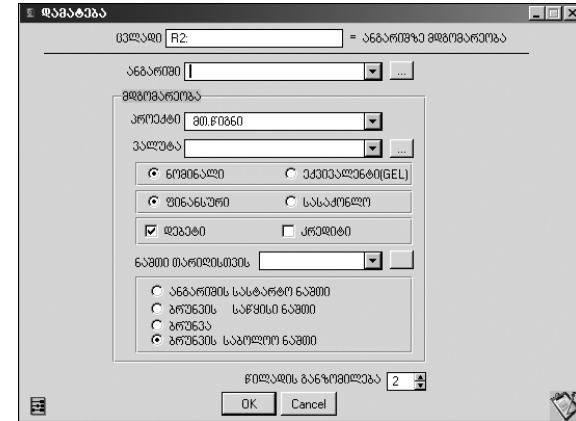 დამატება
ცვლადი R2: = ანგარიშზე მდგომარეობა
ანგარიში ...
მდგომარეობა
პროექტი მთ.წიგნი
ვალუტა ...
ნომინალი ექვივალენტი(GEL)
ფინანსური სასაქონლო
დებეტი კრედიტი
ნაშთი თარიღისთვის
ანგარიშის სასტარტო ნაშთი
ბრუნვის საწყისი ნაშთი
ბრუნვა
ბრუნვის საბოლოო ნაშთი
წილადის განზომილება 2
OK Cancel